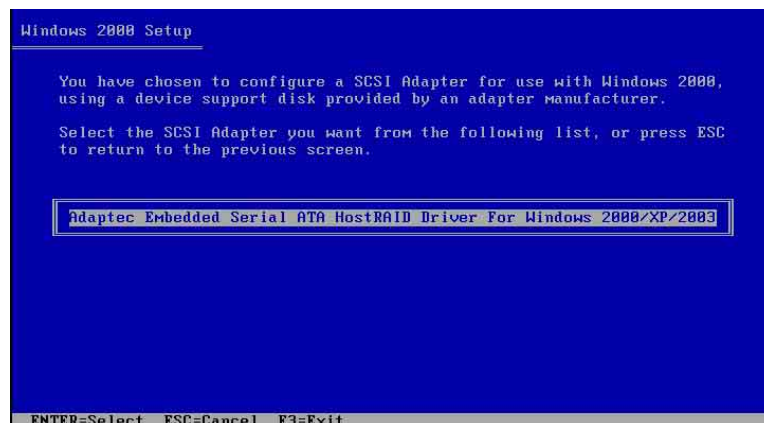 Windows 2000 Setup
You have chosen to configure a SCSI Adapter for use with Windows 2000,
using a device support disk provided by an adapter manufacturer.
Select the SCSI Adapter you want from the following list, or press ESC
to return to the previous screen.
Adaptec Embedded Serial ATA HostRAID Driver For Windows 2000/XP/2003
ENTER=Select ESC=Cancel F3=Exit